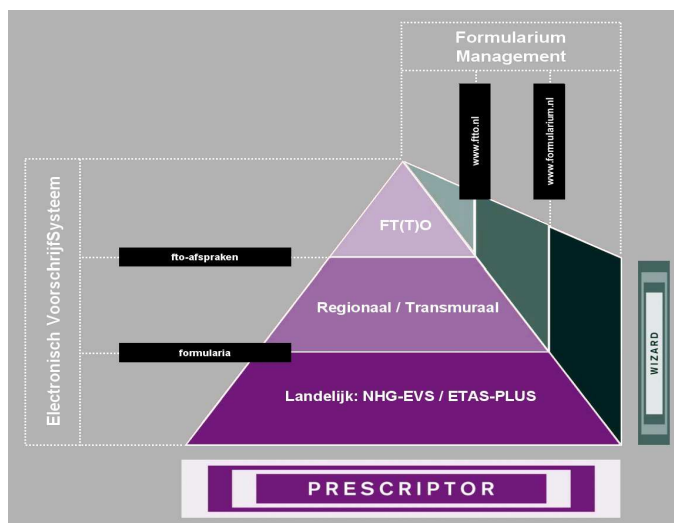 Formularium
Management
www.ftto.nl
www.formularium.nl
Electronisch VoorschrijfSysteem
FT(T)O
fto-afspraken
Regionaal / Transmuraal
formularia
Landelijk: NHG-EVS / ETAS-PLUS
WIZARD
PRESCRIPTOR